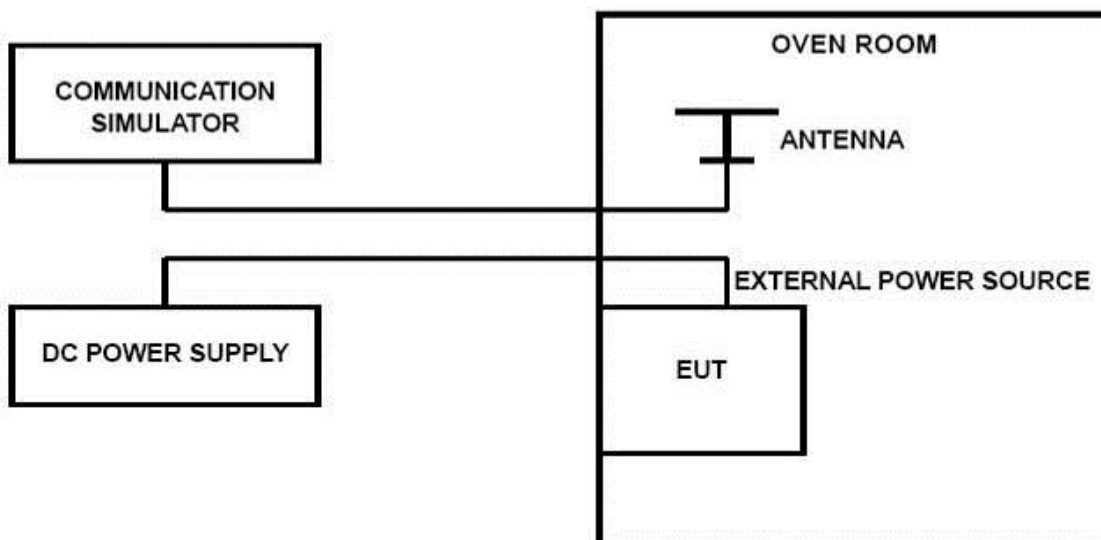 OVEN ROOM
COMMUNICATION
SIMULATOR
ANTENNA
EXTERNAL POWER SOURCE
DC POWER SUPPLY
EUT